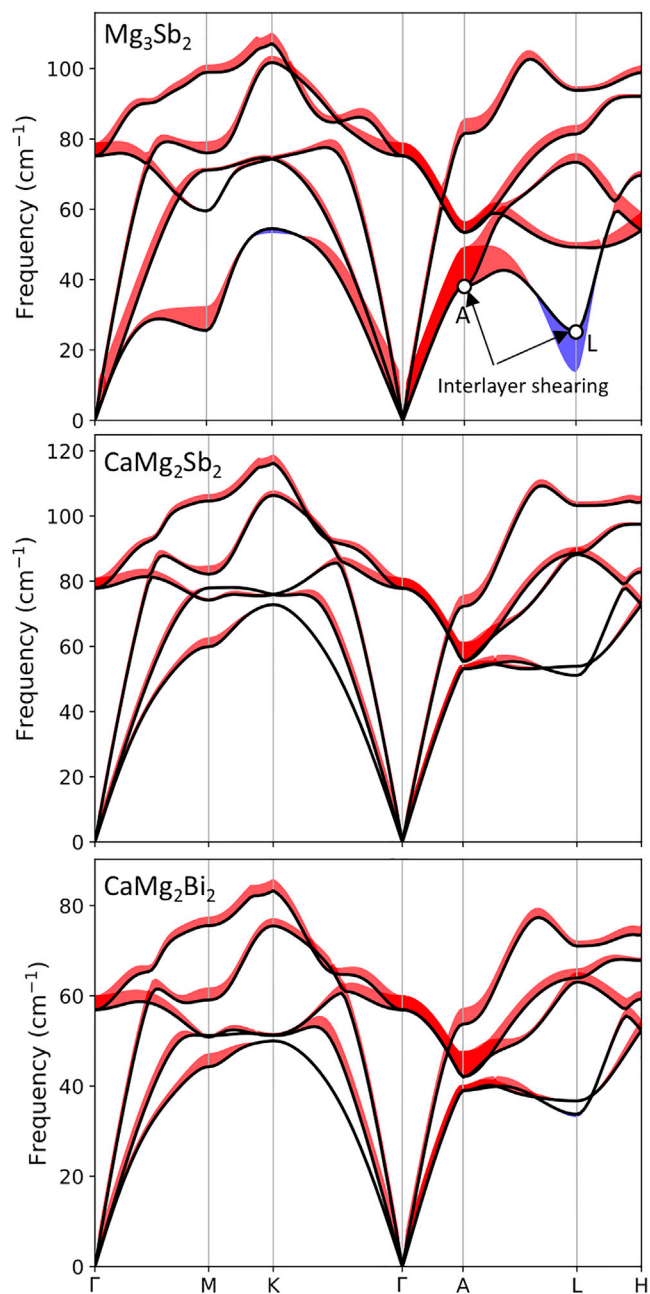 Mg₃Sb₂
Frequency (cm⁻¹)
100
80
60
40
20
0
A
L
Interlayer shearing
CaMg₂Sb₂
Frequency (cm⁻¹)
120
100
80
60
40
20
0
CaMg₂Bi₂
Frequency (cm⁻¹)
80
60
40
20
0
Γ M K Γ A L H